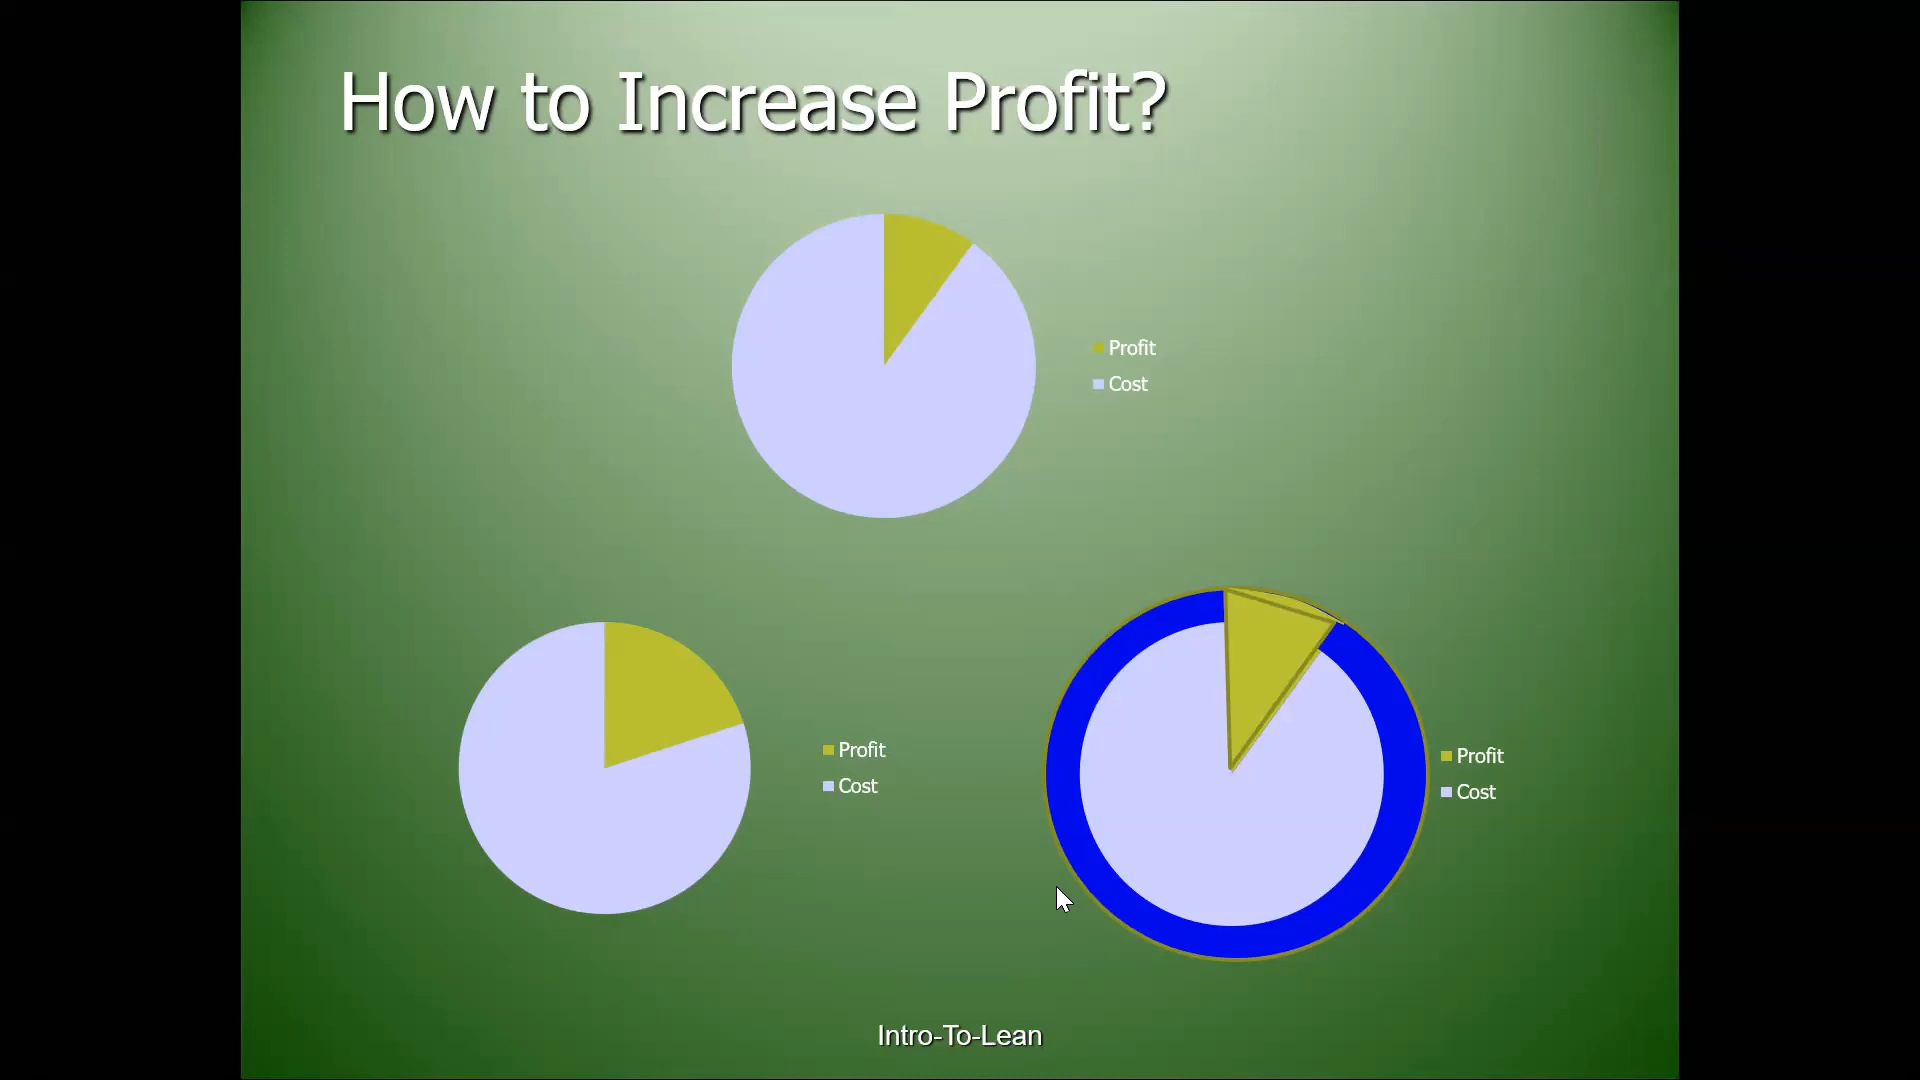 How to Increase Profit?
Profit
Cost
Profit
Cost
Profit
Cost
Intro-To-Lean